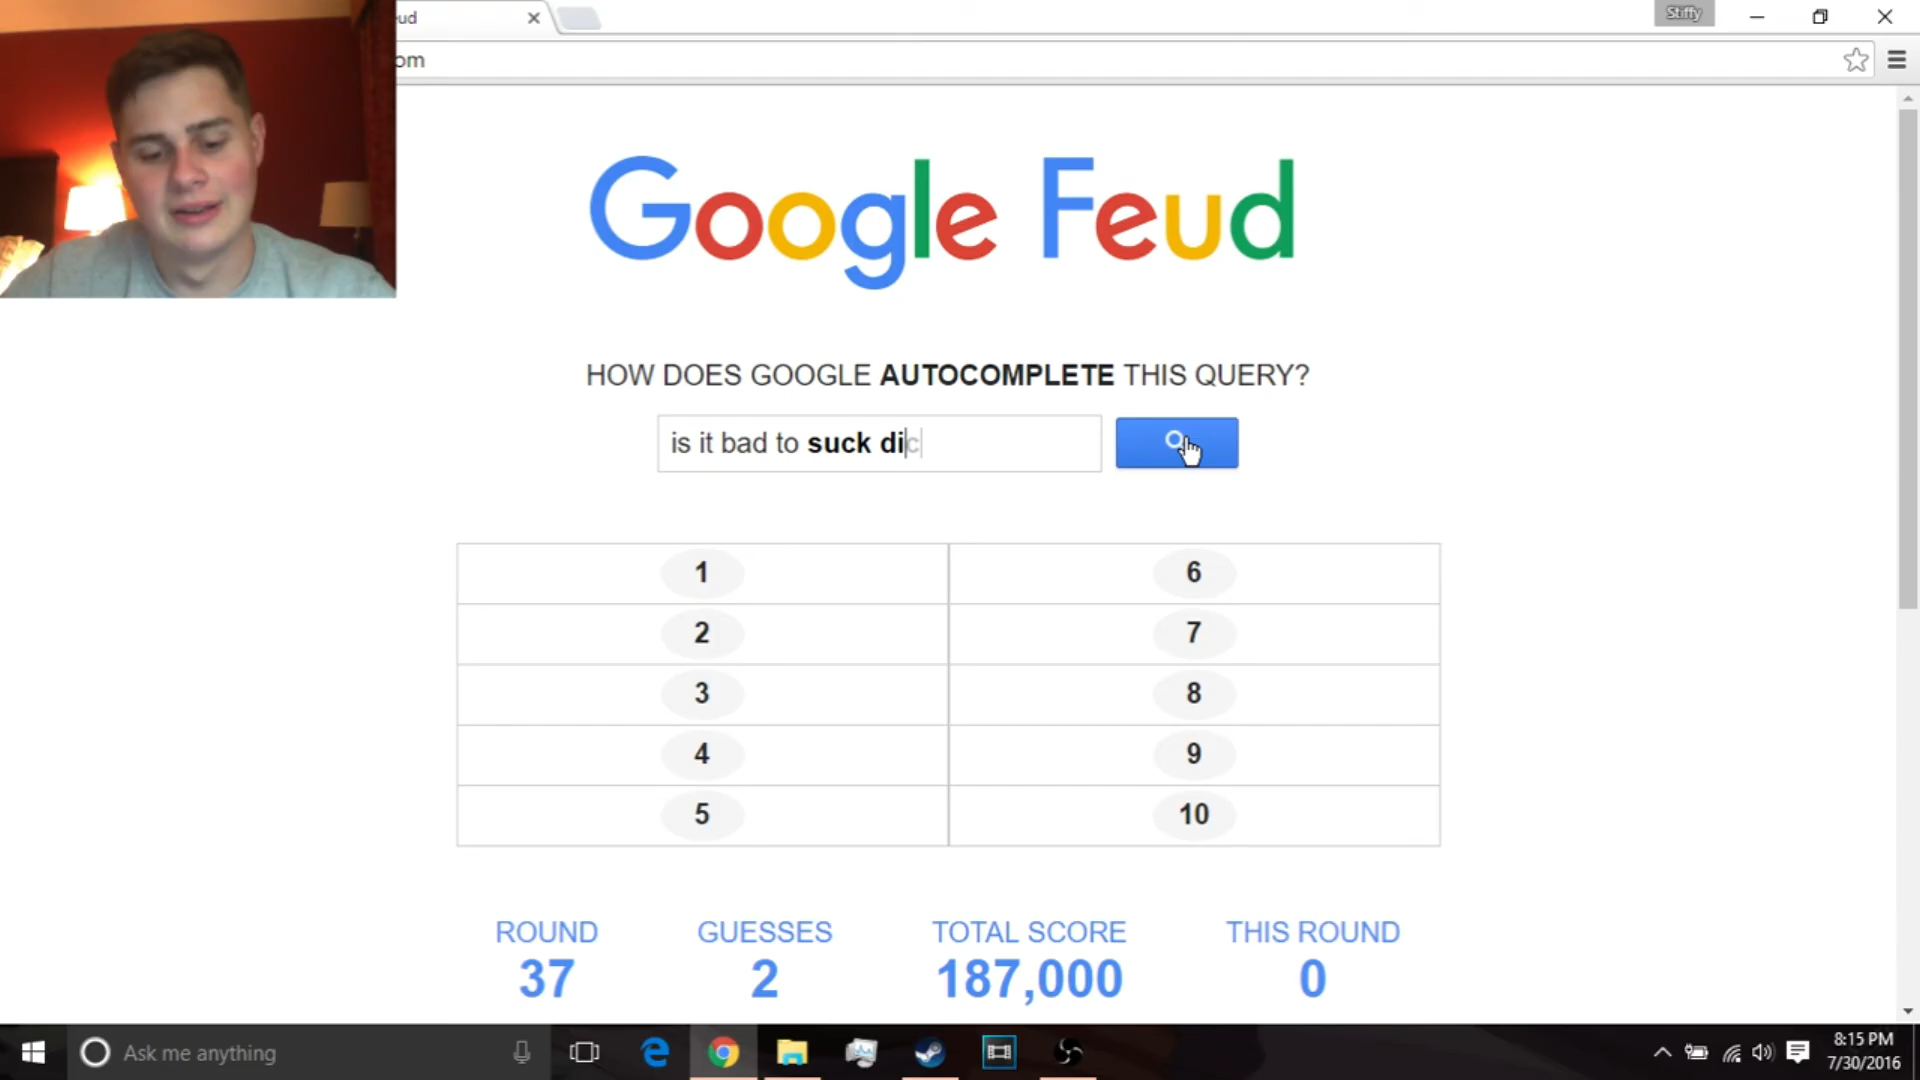 ud
Stiffy
om
Google Feud
HOW DOES GOOGLE AUTOCOMPLETE THIS QUERY?
is it bad to suck dic
1
6
2
7
3
8
4
9
5
10
ROUND
GUESSES
TOTAL SCORE
THIS ROUND
37
2
187,000
0
Ask me anything
8:15 PM
7/30/2016